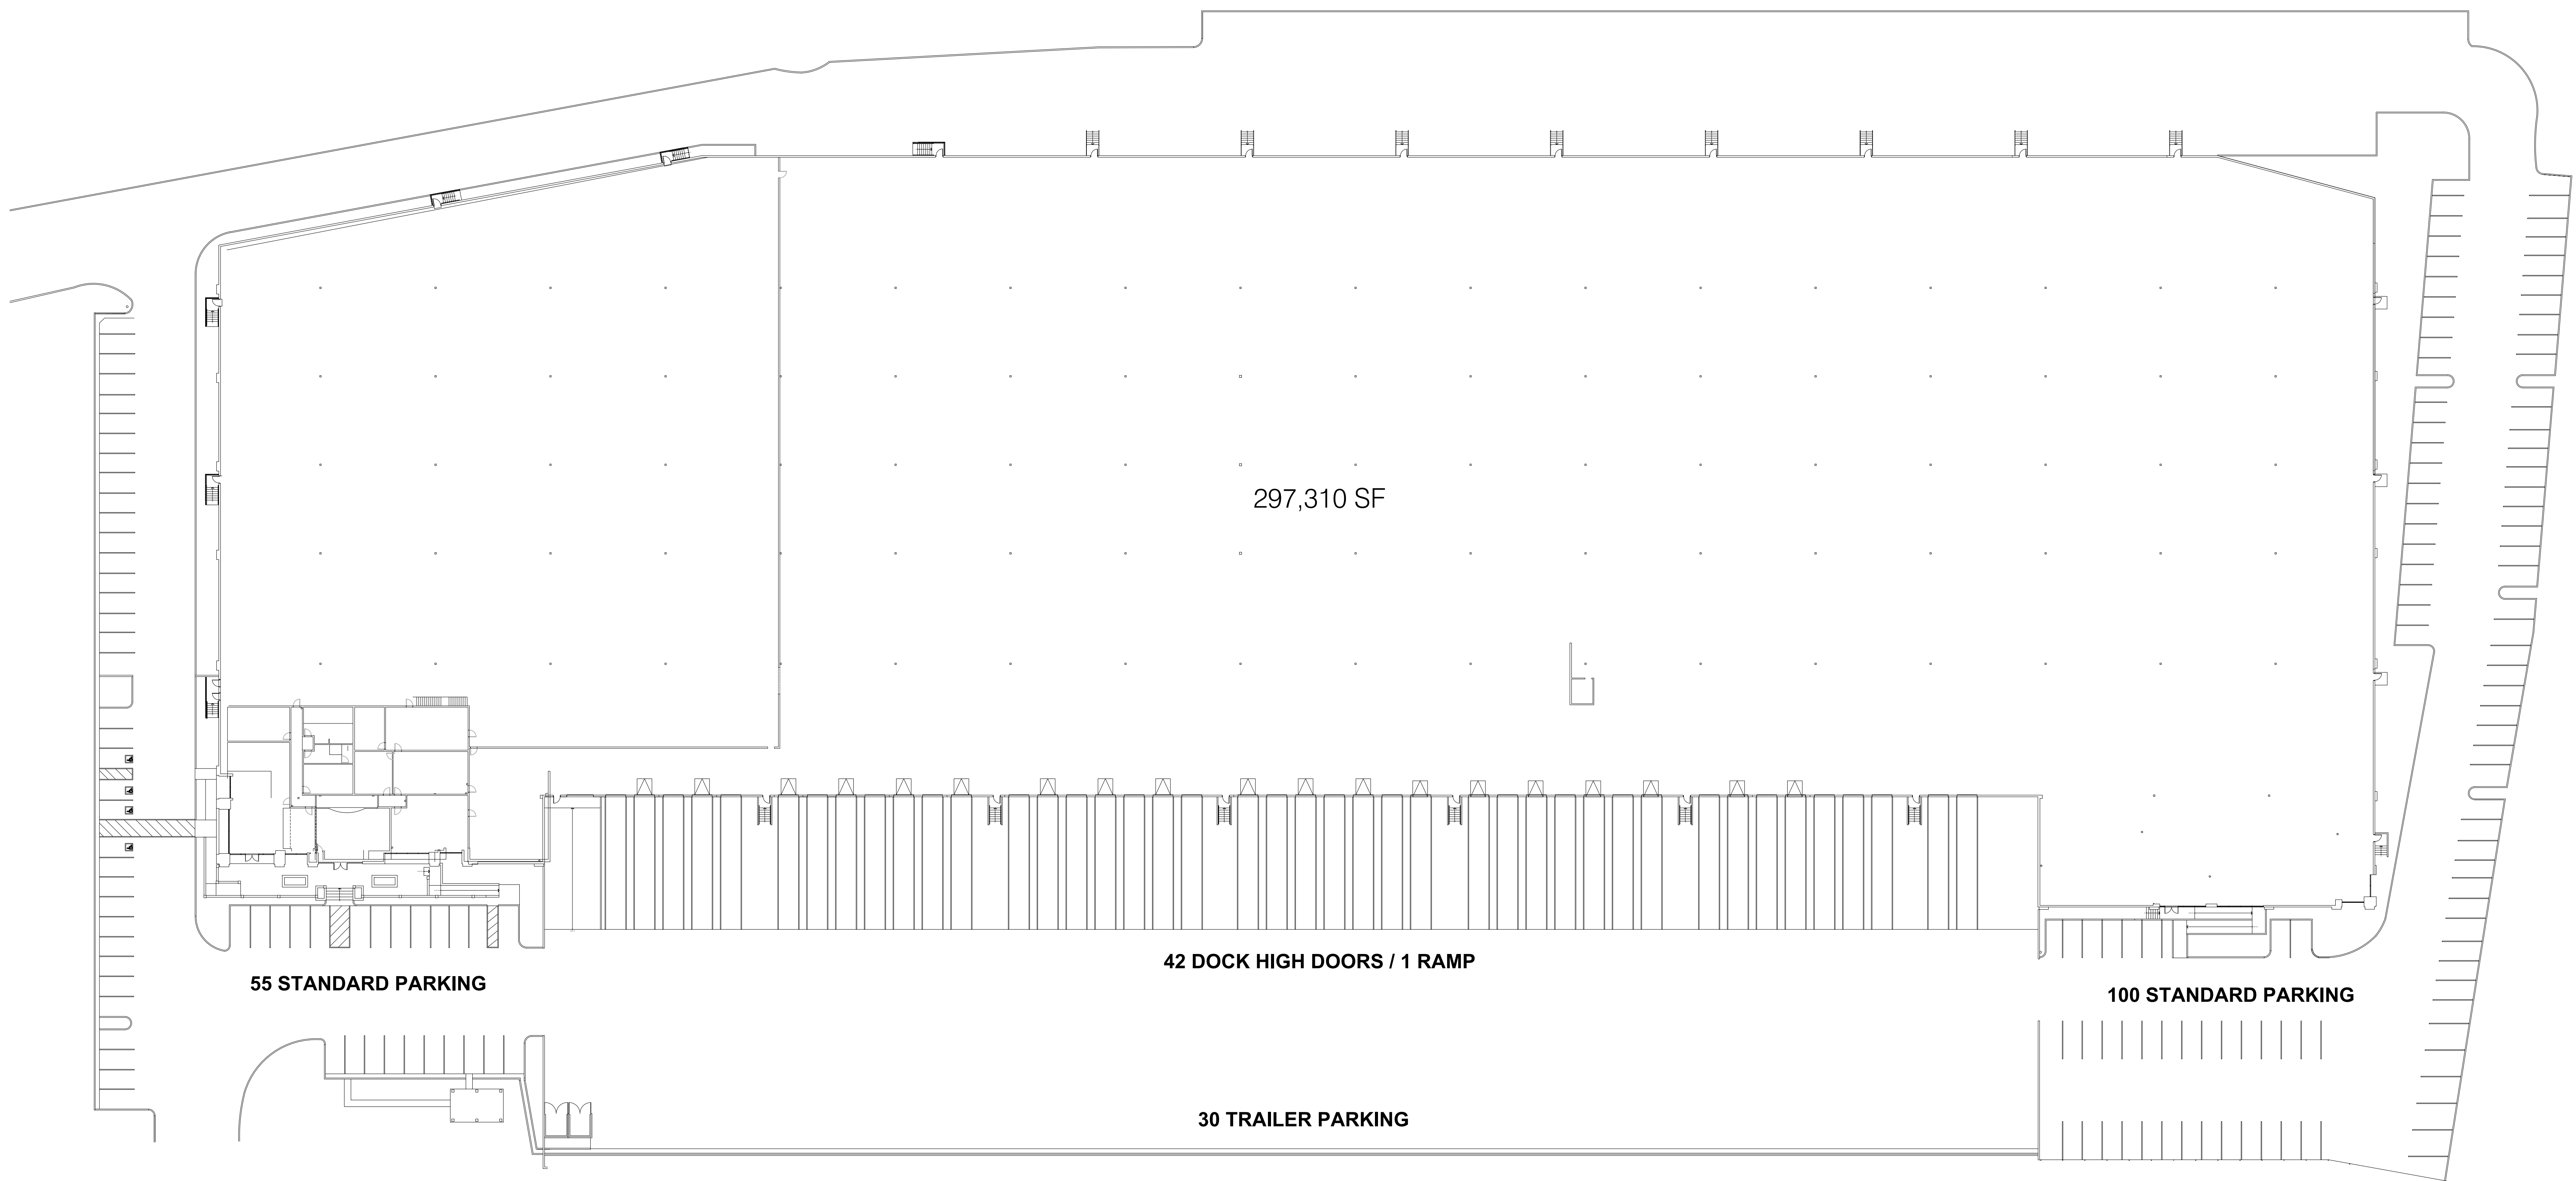 297,310 SF
42 DOCK HIGH DOORS / 1 RAMP
55 STANDARD PARKING
100 STANDARD PARKING
30 TRAILER PARKING